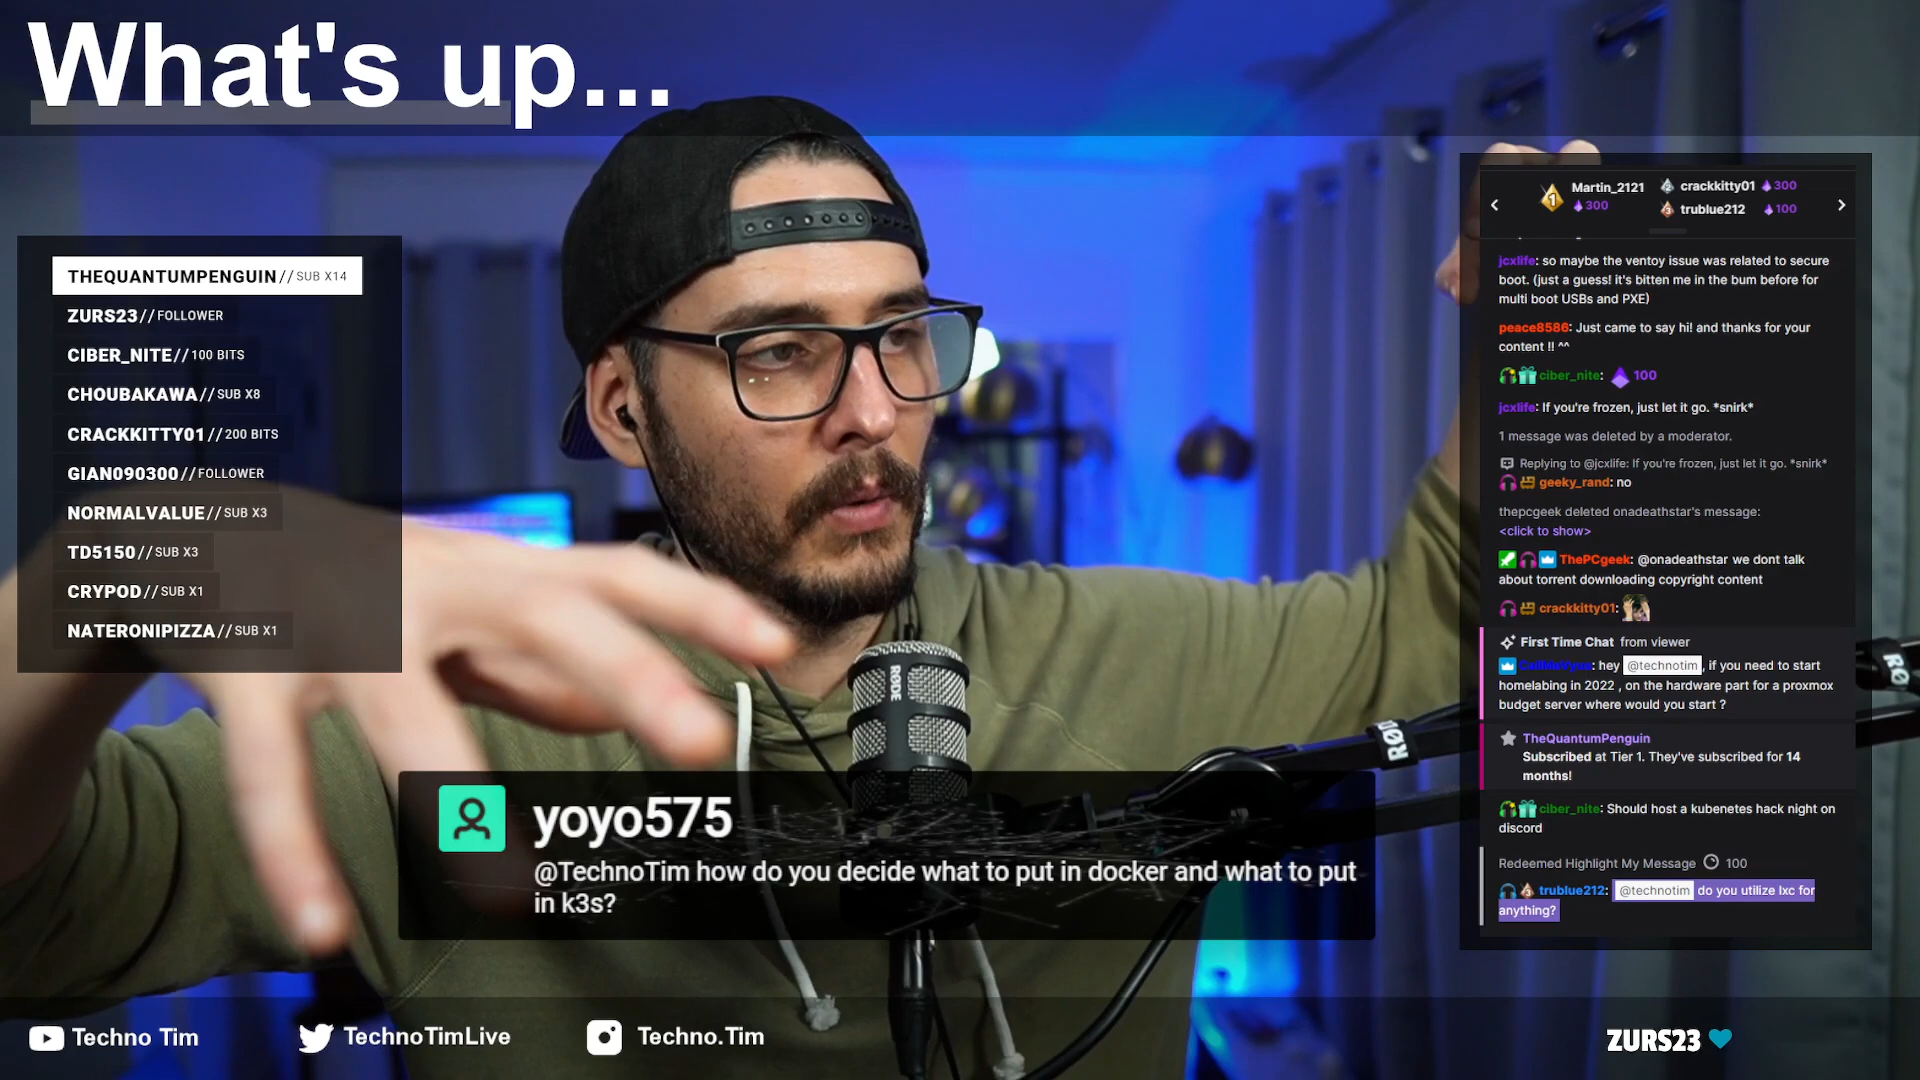 What's up...
THEQUANTUMPENGUIN//SUB X14
ZURS23//FOLLOWER
CIBER_NITE//100 BITS
CHOUBAKAWA//SUB X8
CRACKKITTY01//200 BITS
GIAN090300//FOLLOWER
NORMALVALUE//SUB X3
TD5150//SUB X3
CRYPOD//SUB X1
NATERONIPIZZA//SUB X1
1 Martin_2121 300
2 crackkitty01 300
3 trublue212 100
jcxlife: so maybe the ventoy issue was related to secure
boot. (just a guess! it's bitten me in the bum before for
multi boot USBs and PXE)
peace8586: Just came to say hi! and thanks for your
content !! ^^
ciber_nite: 100
jcxlife: If you're frozen, just let it go. *snirk*
1 message was deleted by a moderator.
Replying to @jcxlife: If you're frozen, just let it go. *snirk*
geeky_rand: no
thepcgeek deleted onadeathstar's message:
<click to show>
ThePCgeek: @onadeathstar we dont talk
about torrent downloading copyright content
crackkitty01:
First Time Chat from viewer
: hey @technotim, if you need to start
homelabing in 2022 , on the hardware part for a proxmox
budget server where would you start ?
TheQuantumPenguin
Subscribed at Tier 1. They've subscribed for 14
months!
ciber_nite: Should host a kubenetes hack night on
discord
Redeemed Highlight My Message 100
trublue212: @technotim do you utilize lxc for
anything?
RØDE
RØD
RØ
yoyo575
@TechnoTim how do you decide what to put in docker and what to put
in k3s?
Techno Tim
TechnoTimLive
Techno.Tim
ZURS23